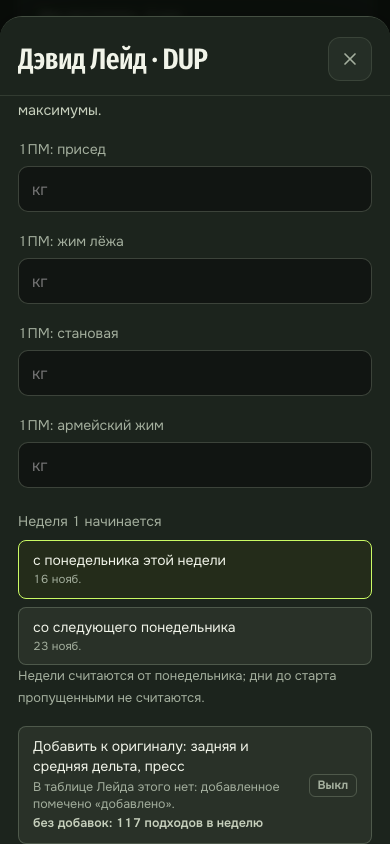 Дэвид Лейд · DUP
максимумы.
1ПМ: присед
кг
1ПМ: жим лёжа
кг
1ПМ: становая
кг
1ПМ: армейский жим
кг
Неделя 1 начинается
с понедельника этой недели
16 нояб.
со следующего понедельника
23 нояб.
Недели считаются от понедельника; дни до старта
пропущенными не считаются.
Добавить к оригиналу: задняя и
средняя дельта, пресс
В таблице Лейда этого нет: добавленное
помечено «добавлено».
без добавок: 117 подходов в неделю
Выкл